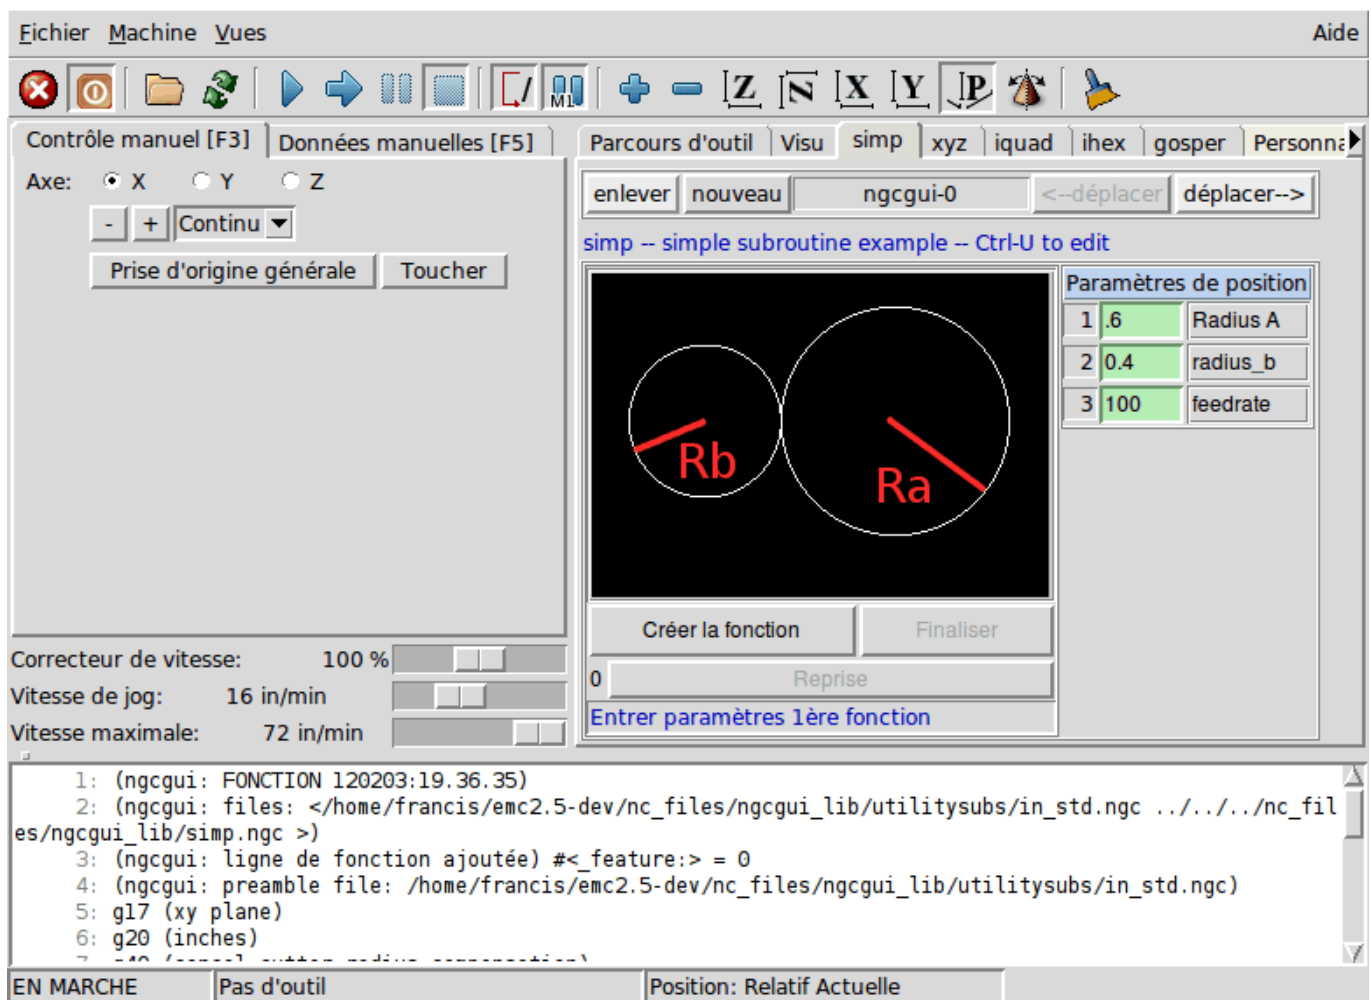 Fichier Machine Vues Aide
M1 Z N X Y P
Contrôle manuel [F3] Données manuelles [F5]
Axe: X Y Z
- + Continu
Prise d'origine générale Toucher
Parcours d'outil Visu simp xyz iquad ihex gosper Personna
enlever nouveau ngcgui-0 <--déplacer déplacer-->
simp -- simple subroutine example -- Ctrl-U to edit
Rb
Ra
Paramètres de position
1 .6 Radius A
2 0.4 radius_b
3 100 feedrate
Créer la fonction Finaliser
0 Reprise
Entrer paramètres 1ère fonction
Correcteur de vitesse: 100 %
Vitesse de jog: 16 in/min
Vitesse maximale: 72 in/min
1: (ngcgui: FONCTION 120203:19.36.35)
2: (ngcgui: files: </home/francis/emc2.5-dev/nc_files/ngcgui_lib/utilitysubs/in_std.ngc ../../../nc_fil
es/ngcgui_lib/simp.ngc >)
3: (ngcgui: ligne de fonction ajoutée) #<_feature:> = 0
4: (ngcgui: preamble file: /home/francis/emc2.5-dev/nc_files/ngcgui_lib/utilitysubs/in_std.ngc)
5: g17 (xy plane)
6: g20 (inches)
EN MARCHE Pas d'outil Position: Relatif Actuelle